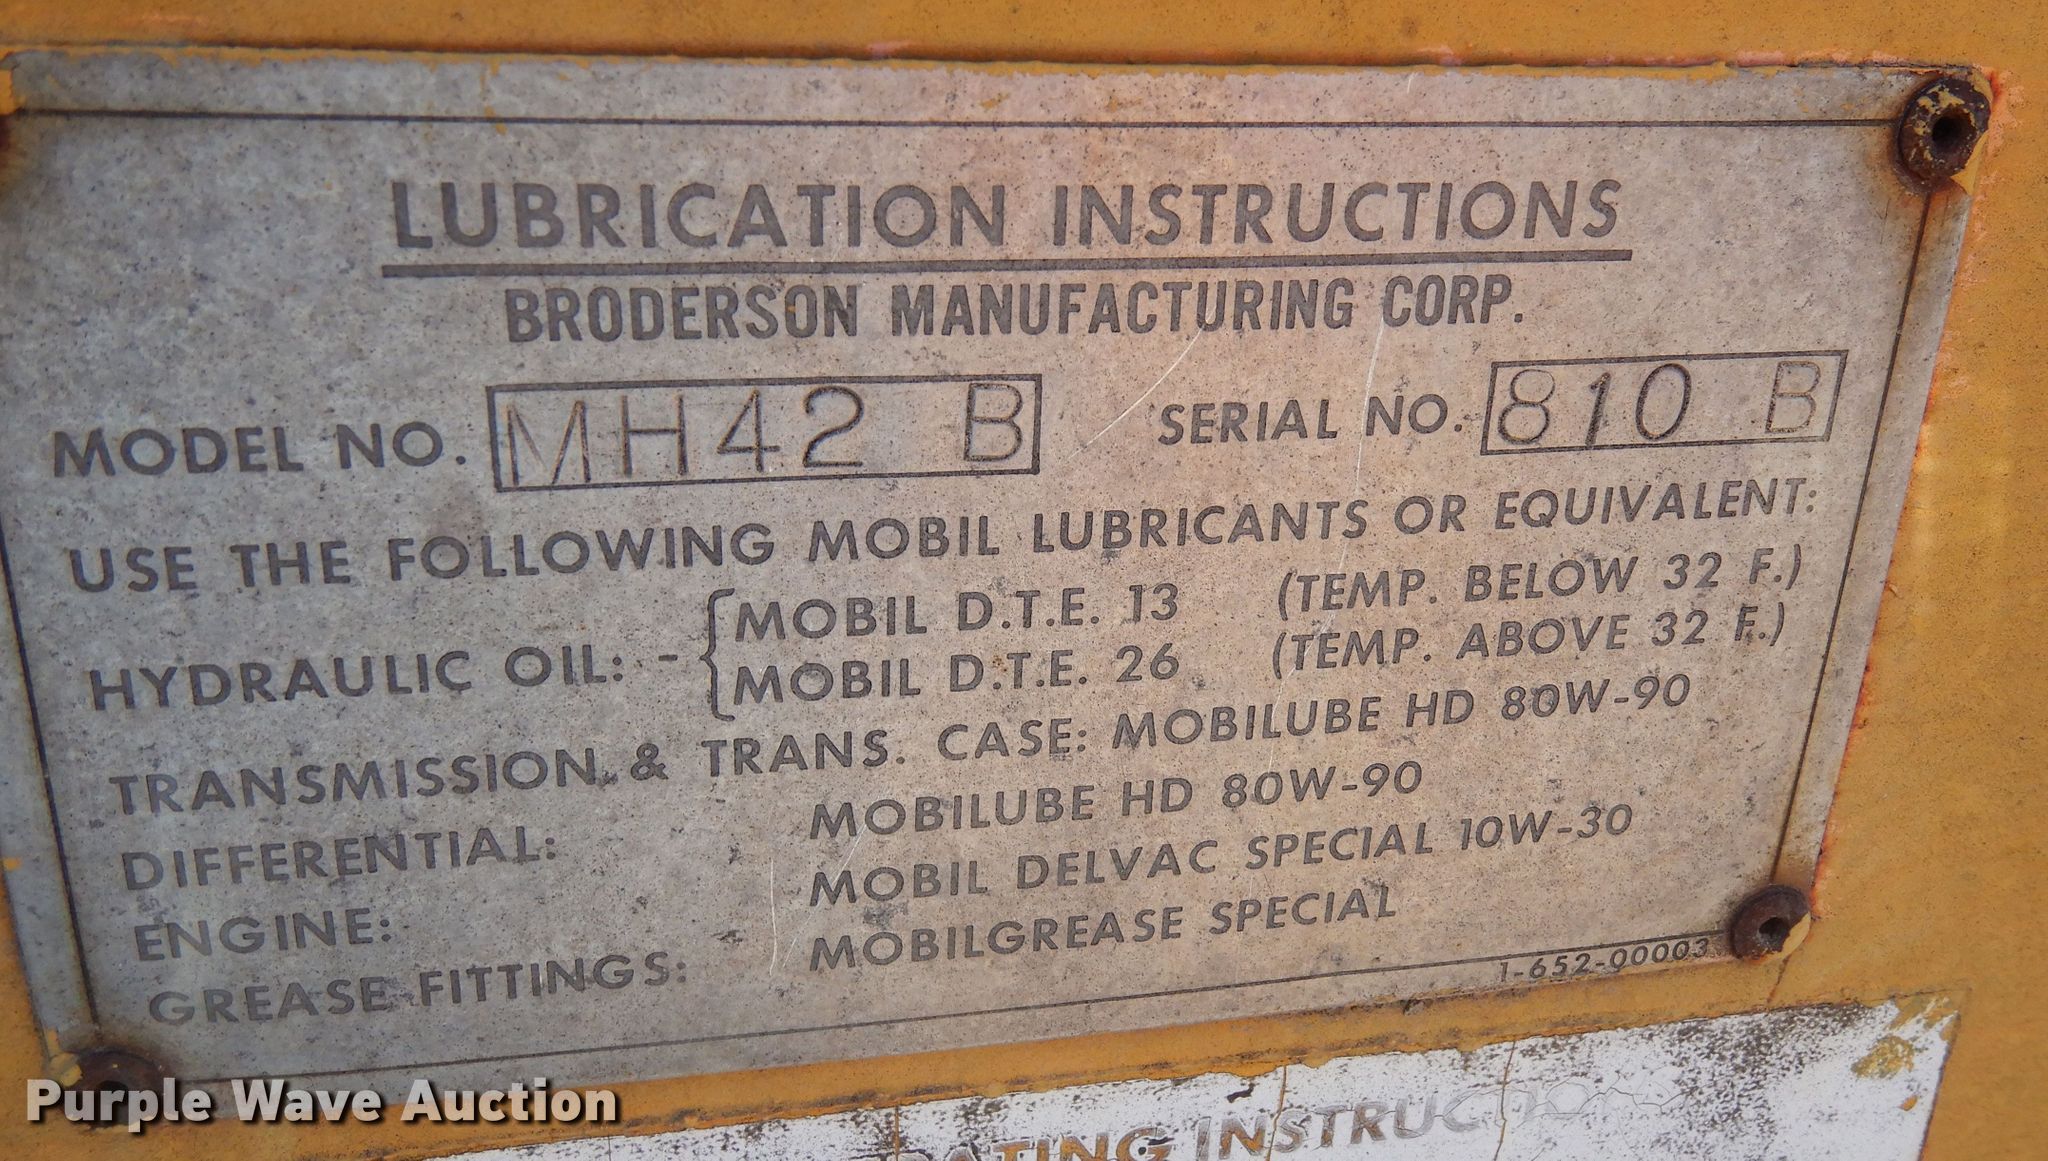 LUBRICATION INSTRUCTIONS
BRODERSON MANUFACTURING CORP.
MODEL NO. MH42 B SERIAL NO. 810 B
USE THE FOLLOWING MOBIL LUBRICANTS OR EQUIVALENT:
HYDRAULIC OIL: - { MOBIL D.T.E. 13 (TEMP. BELOW 32 F.)
MOBIL D.T.E. 26 (TEMP. ABOVE 32 F.)
TRANSMISSION & TRANS. CASE: MOBILUBE HD 80W-90
DIFFERENTIAL: MOBILUBE HD 80W-90
ENGINE: MOBIL DELVAC SPECIAL 10W-30
GREASE FITTINGS: MOBILGREASE SPECIAL
1-652-00003
Purple Wave Auction